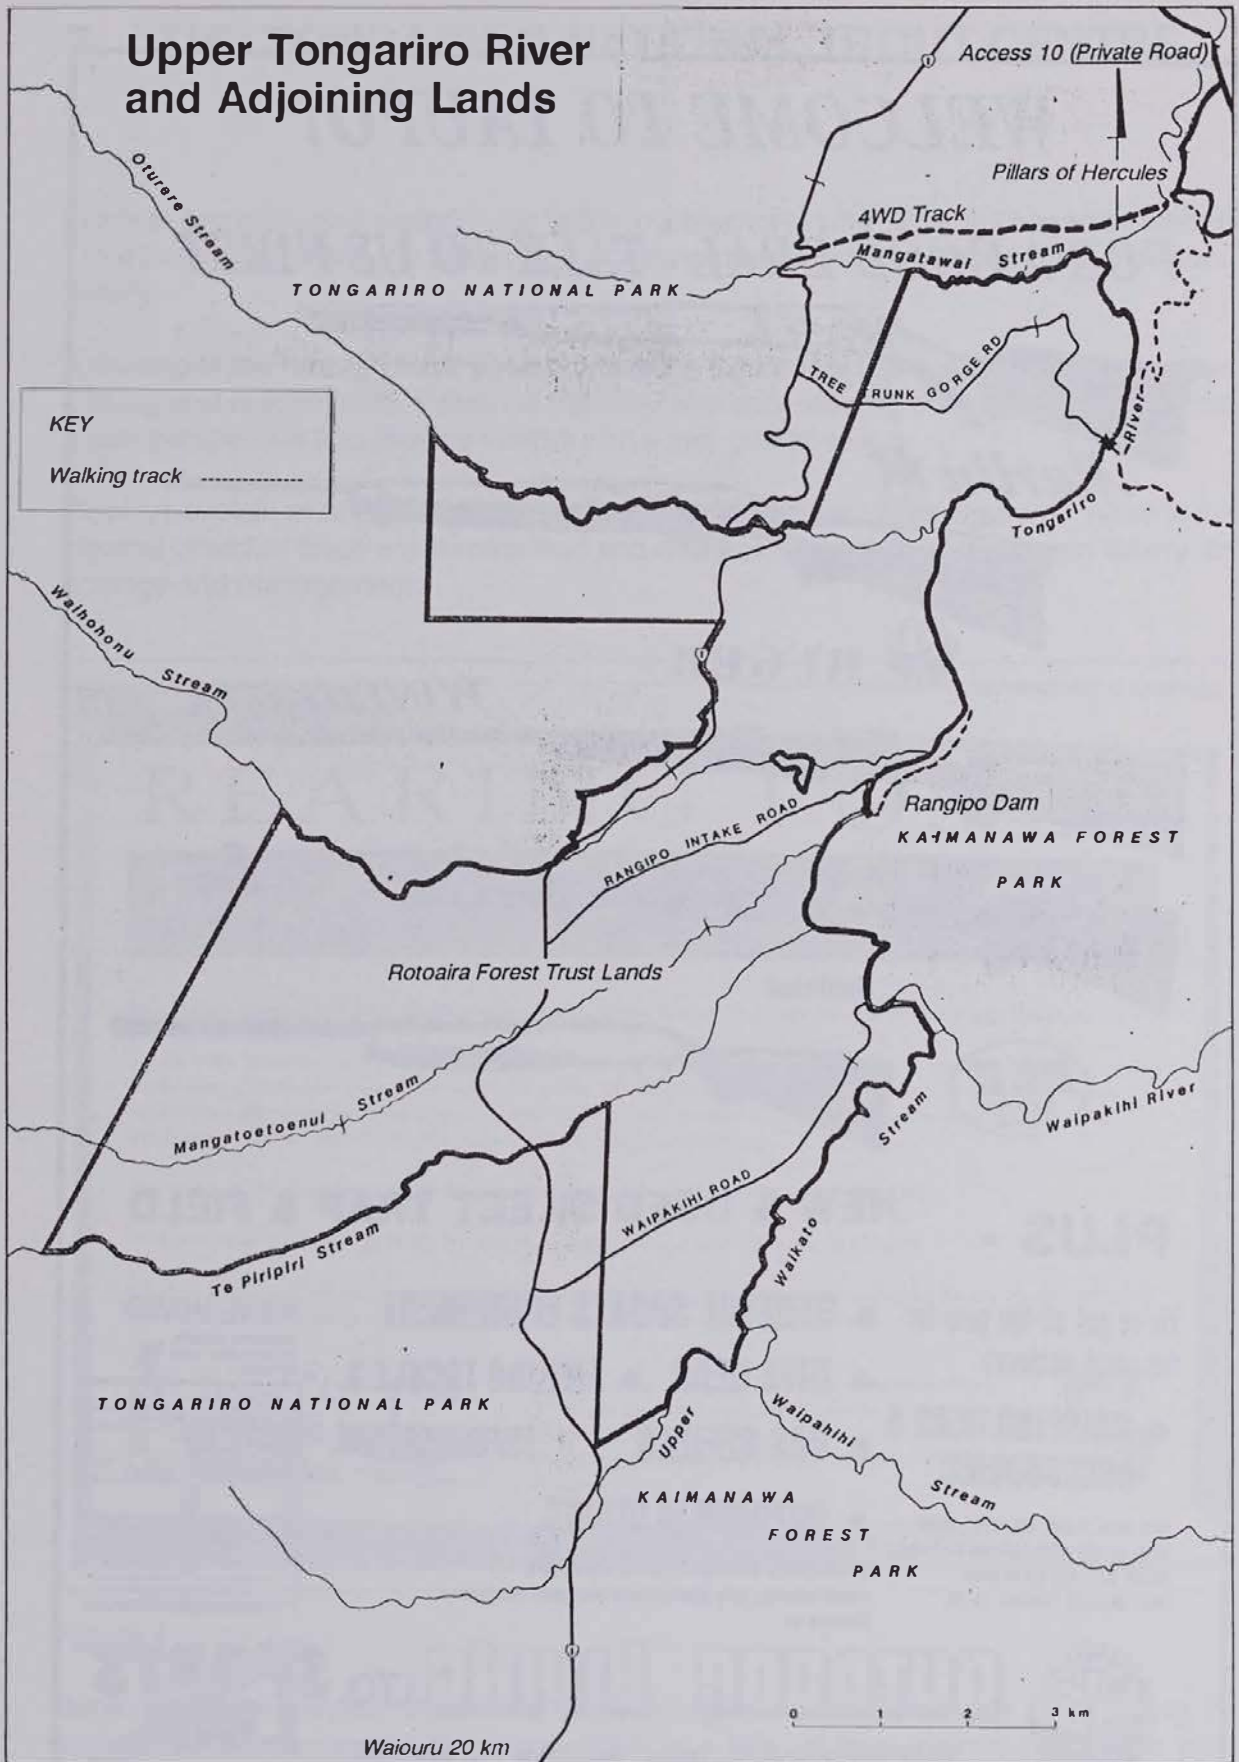 Upper Tongariro River
and Adjoining Lands
Access 10 (Private Road)
Pillars of Hercules
4WD Track
Mangatawai Stream
Oturere Stream
TONGARIRO NATIONAL PARK
TREE TRUNK GORGE RD
KEY
Walking track
River
Tongariro
Waihohonu Stream
RANGIPO INTAKE ROAD
Rangipo Dam
KAIMANAWA FOREST
PARK
Rotoaira Forest Trust Lands
Mangatoetoenui Stream
Waipakihi River
Stream
WAIPAKIHI ROAD
Waikato
Te Piripiri Stream
TONGARIRO NATIONAL PARK
Upper
Waipahihi
Stream
KAIMANAWA
FOREST
PARK
0 1 2 3 km
Waiouru 20 km